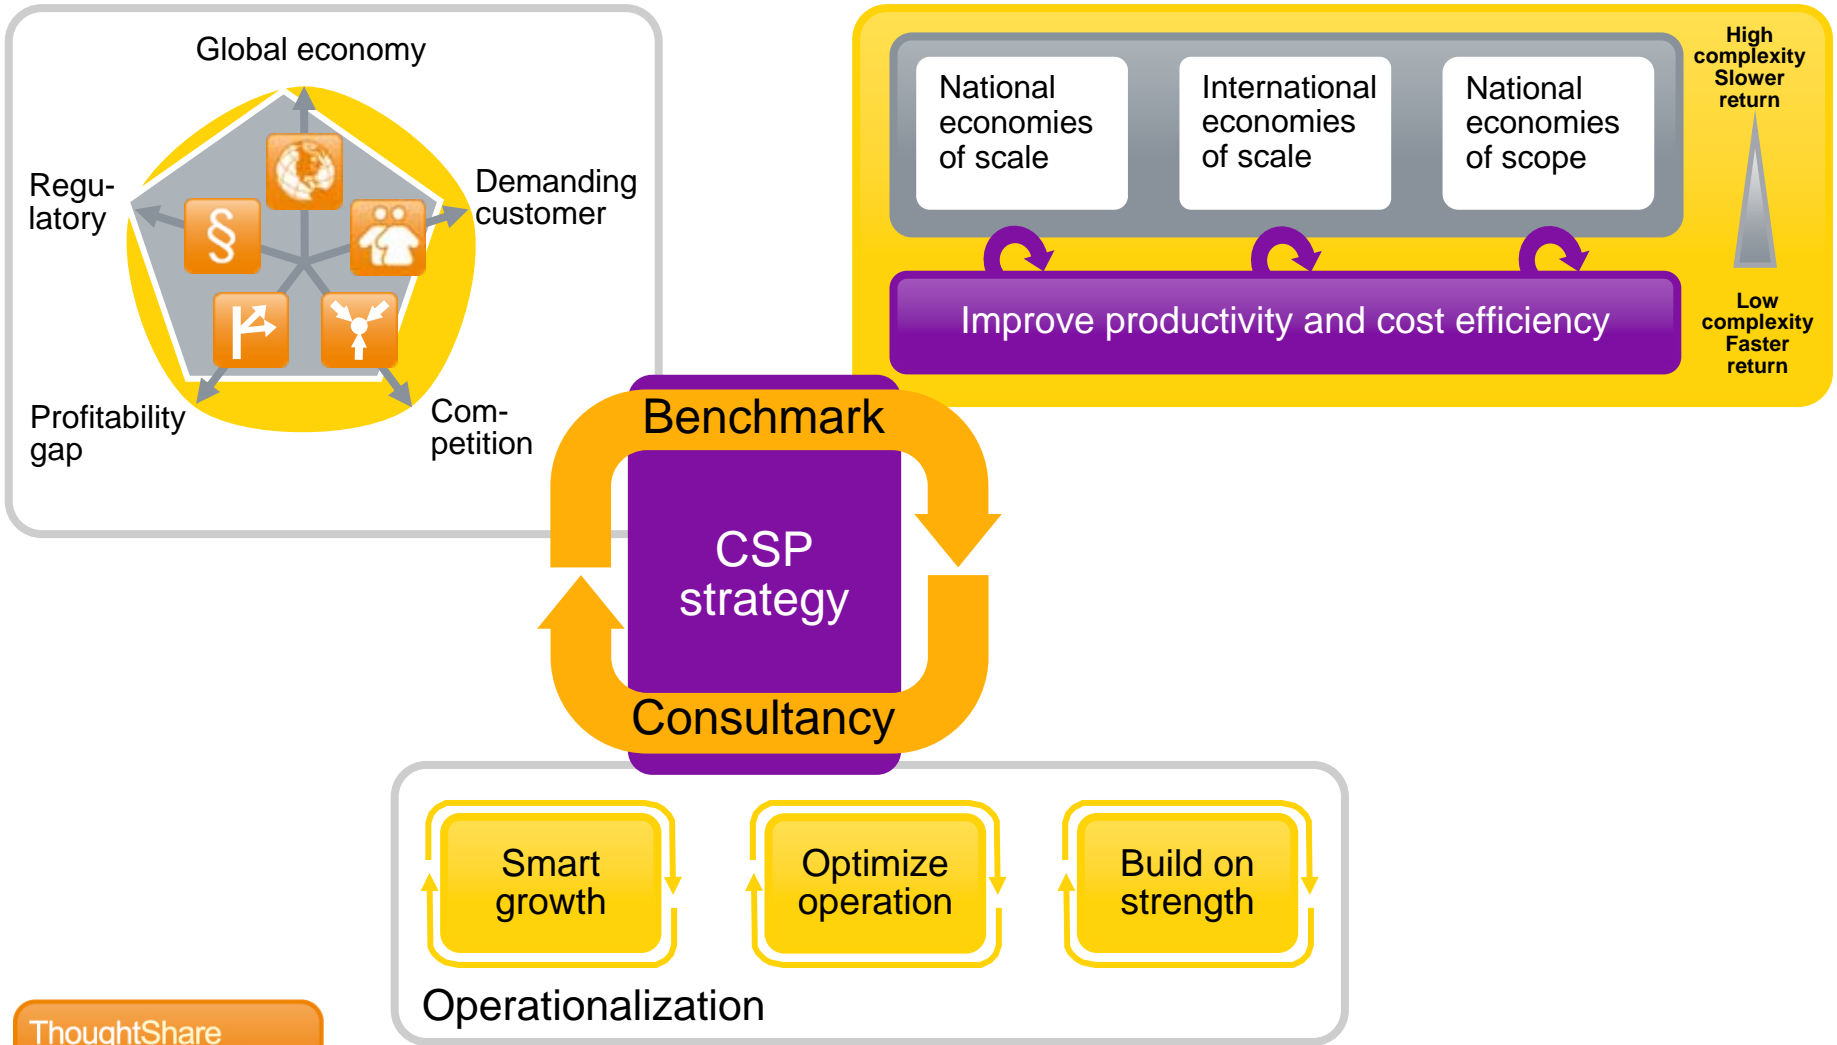 Global economy
Regu-
latory
Demanding
customer
Profitability
gap
Com-
petition
§
National
economies
of scale
International
economies
of scale
National
economies
of scope
High
complexity
Slower
return
Improve productivity and cost efficiency
Low
complexity
Faster
return
Benchmark
CSP
strategy
Consultancy
Smart
growth
Optimize
operation
Build on
strength
Operationalization
ThoughtShare